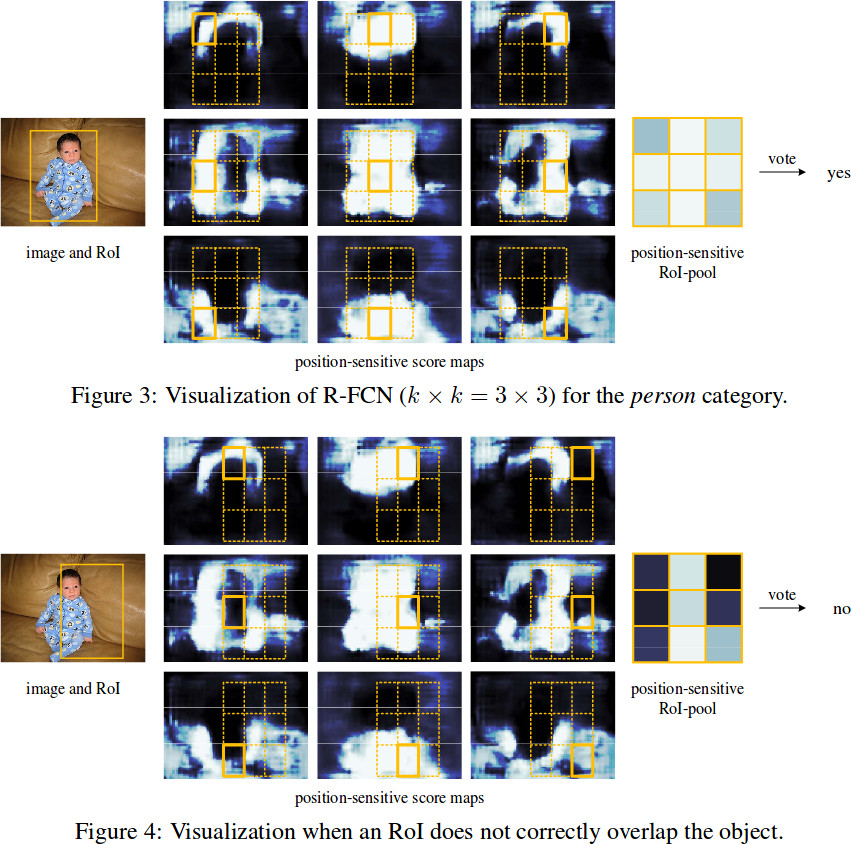 vote
yes
image and RoI
position-sensitive
RoI-pool
position-sensitive score maps
Figure 3: Visualization of R-FCN (k × k = 3 × 3) for the person category.
vote
no
image and RoI
position-sensitive
RoI-pool
position-sensitive score maps
Figure 4: Visualization when an RoI does not correctly overlap the object.